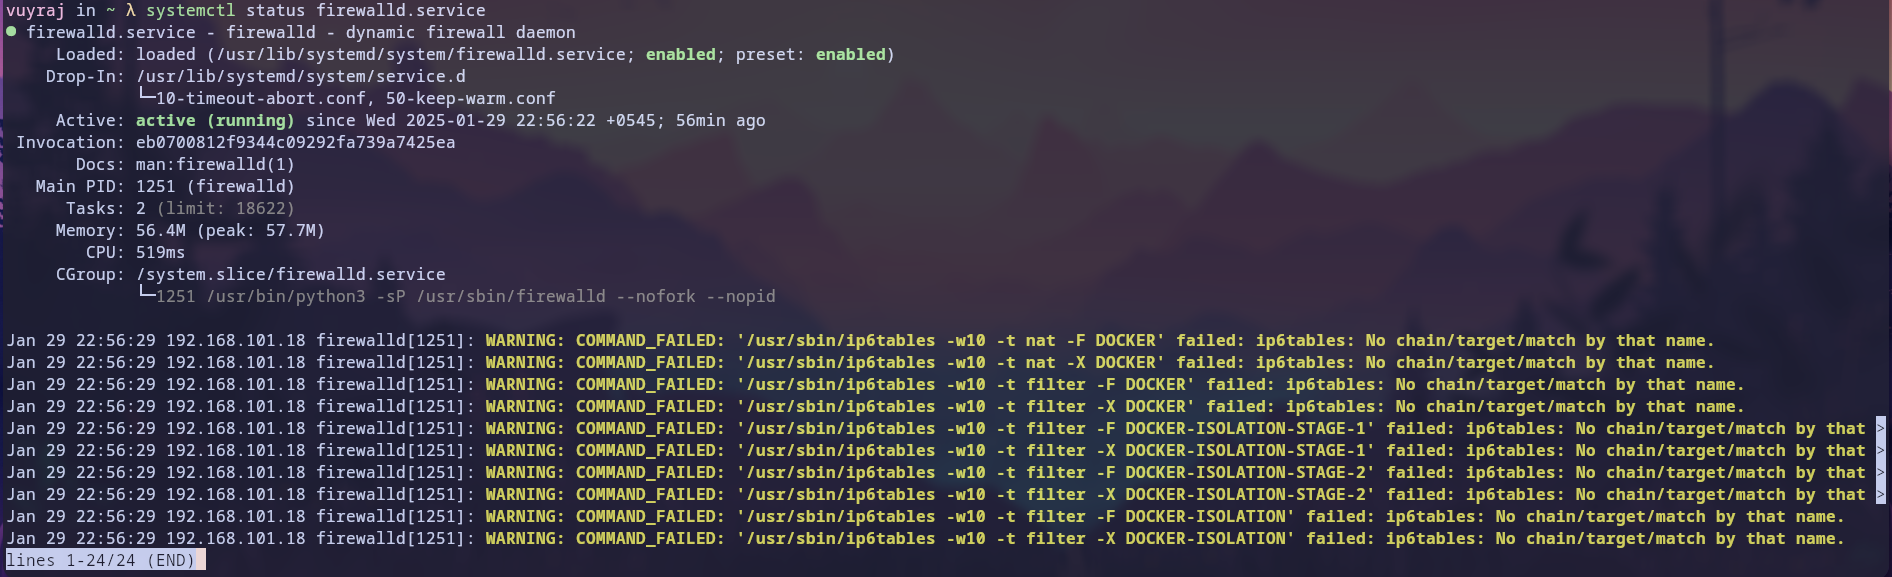 vuyraj in ~ λ systemctl status firewalld.service
● firewalld.service - firewalld - dynamic firewall daemon
     Loaded: loaded (/usr/lib/systemd/system/firewalld.service; enabled; preset: enabled)
    Drop-In: /usr/lib/systemd/system/service.d
             └─10-timeout-abort.conf, 50-keep-warm.conf
     Active: active (running) since Wed 2025-01-29 22:56:22 +0545; 56min ago
 Invocation: eb0700812f9344c09292fa739a7425ea
       Docs: man:firewalld(1)
   Main PID: 1251 (firewalld)
      Tasks: 2 (limit: 18622)
     Memory: 56.4M (peak: 57.7M)
        CPU: 519ms
     CGroup: /system.slice/firewalld.service
             └─1251 /usr/bin/python3 -sP /usr/sbin/firewalld --nofork --nopid

Jan 29 22:56:29 192.168.101.18 firewalld[1251]: WARNING: COMMAND_FAILED: '/usr/sbin/ip6tables -w10 -t nat -F DOCKER' failed: ip6tables: No chain/target/match by that name.
Jan 29 22:56:29 192.168.101.18 firewalld[1251]: WARNING: COMMAND_FAILED: '/usr/sbin/ip6tables -w10 -t nat -X DOCKER' failed: ip6tables: No chain/target/match by that name.
Jan 29 22:56:29 192.168.101.18 firewalld[1251]: WARNING: COMMAND_FAILED: '/usr/sbin/ip6tables -w10 -t filter -F DOCKER' failed: ip6tables: No chain/target/match by that name.
Jan 29 22:56:29 192.168.101.18 firewalld[1251]: WARNING: COMMAND_FAILED: '/usr/sbin/ip6tables -w10 -t filter -X DOCKER' failed: ip6tables: No chain/target/match by that name.
Jan 29 22:56:29 192.168.101.18 firewalld[1251]: WARNING: COMMAND_FAILED: '/usr/sbin/ip6tables -w10 -t filter -F DOCKER-ISOLATION-STAGE-1' failed: ip6tables: No chain/target/match by that >
Jan 29 22:56:29 192.168.101.18 firewalld[1251]: WARNING: COMMAND_FAILED: '/usr/sbin/ip6tables -w10 -t filter -X DOCKER-ISOLATION-STAGE-1' failed: ip6tables: No chain/target/match by that >
Jan 29 22:56:29 192.168.101.18 firewalld[1251]: WARNING: COMMAND_FAILED: '/usr/sbin/ip6tables -w10 -t filter -F DOCKER-ISOLATION-STAGE-2' failed: ip6tables: No chain/target/match by that >
Jan 29 22:56:29 192.168.101.18 firewalld[1251]: WARNING: COMMAND_FAILED: '/usr/sbin/ip6tables -w10 -t filter -X DOCKER-ISOLATION-STAGE-2' failed: ip6tables: No chain/target/match by that >
Jan 29 22:56:29 192.168.101.18 firewalld[1251]: WARNING: COMMAND_FAILED: '/usr/sbin/ip6tables -w10 -t filter -F DOCKER-ISOLATION' failed: ip6tables: No chain/target/match by that name.
Jan 29 22:56:29 192.168.101.18 firewalld[1251]: WARNING: COMMAND_FAILED: '/usr/sbin/ip6tables -w10 -t filter -X DOCKER-ISOLATION' failed: ip6tables: No chain/target/match by that name.
lines 1-24/24 (END)